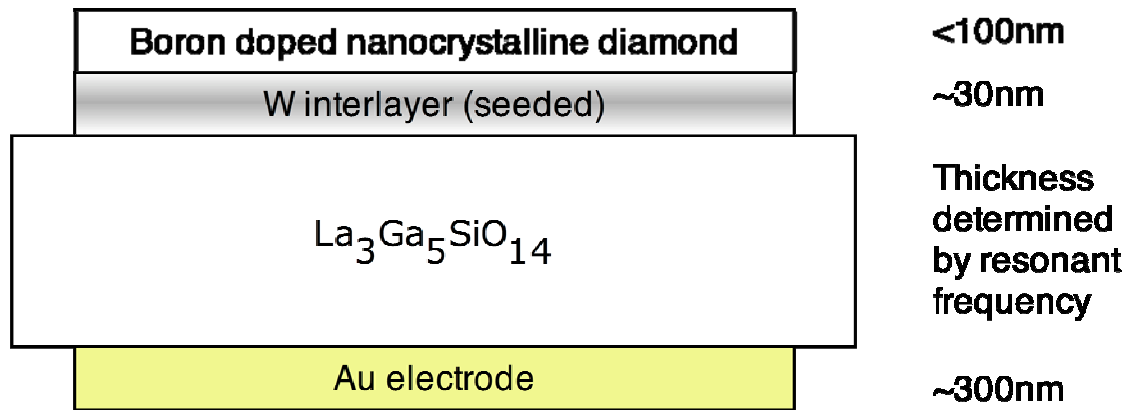 Boron doped nanocrystalline diamond
<100nm
W interlayer (seeded)
~30nm
La₃Ga₅SiO₁₄
Thickness
determined
by resonant
frequency
Au electrode
~300nm